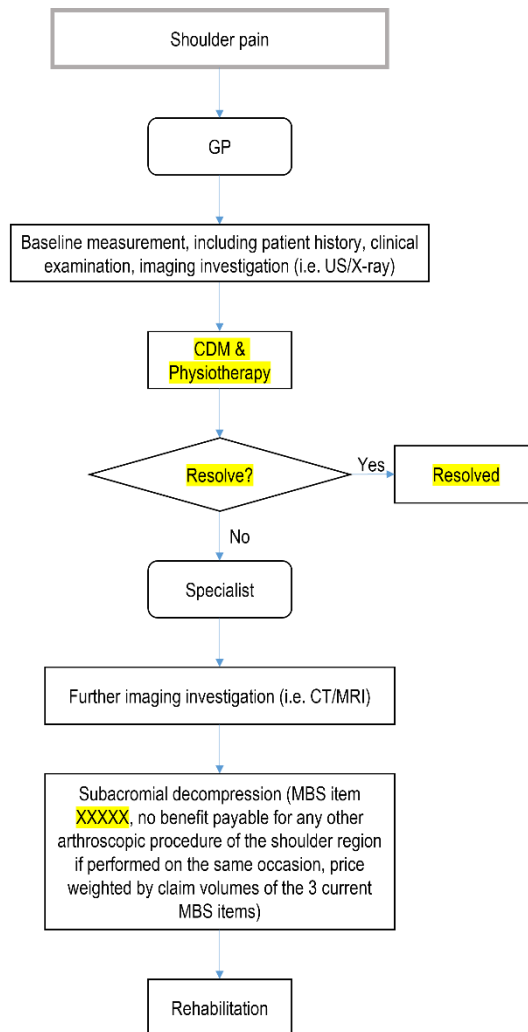 Shoulder pain
GP
Baseline measurement, including patient history, clinical
examination, imaging investigation (i.e. US/X-ray)
CDM &
Physiotherapy
Resolve?
Yes
Resolved
No
Specialist
Further imaging investigation (i.e. CT/MRI)
Subacromial decompression (MBS item
XXXXX, no benefit payable for any other
arthroscopic procedure of the shoulder region
if performed on the same occasion, price
weighted by claim volumes of the 3 current
MBS items)
Rehabilitation